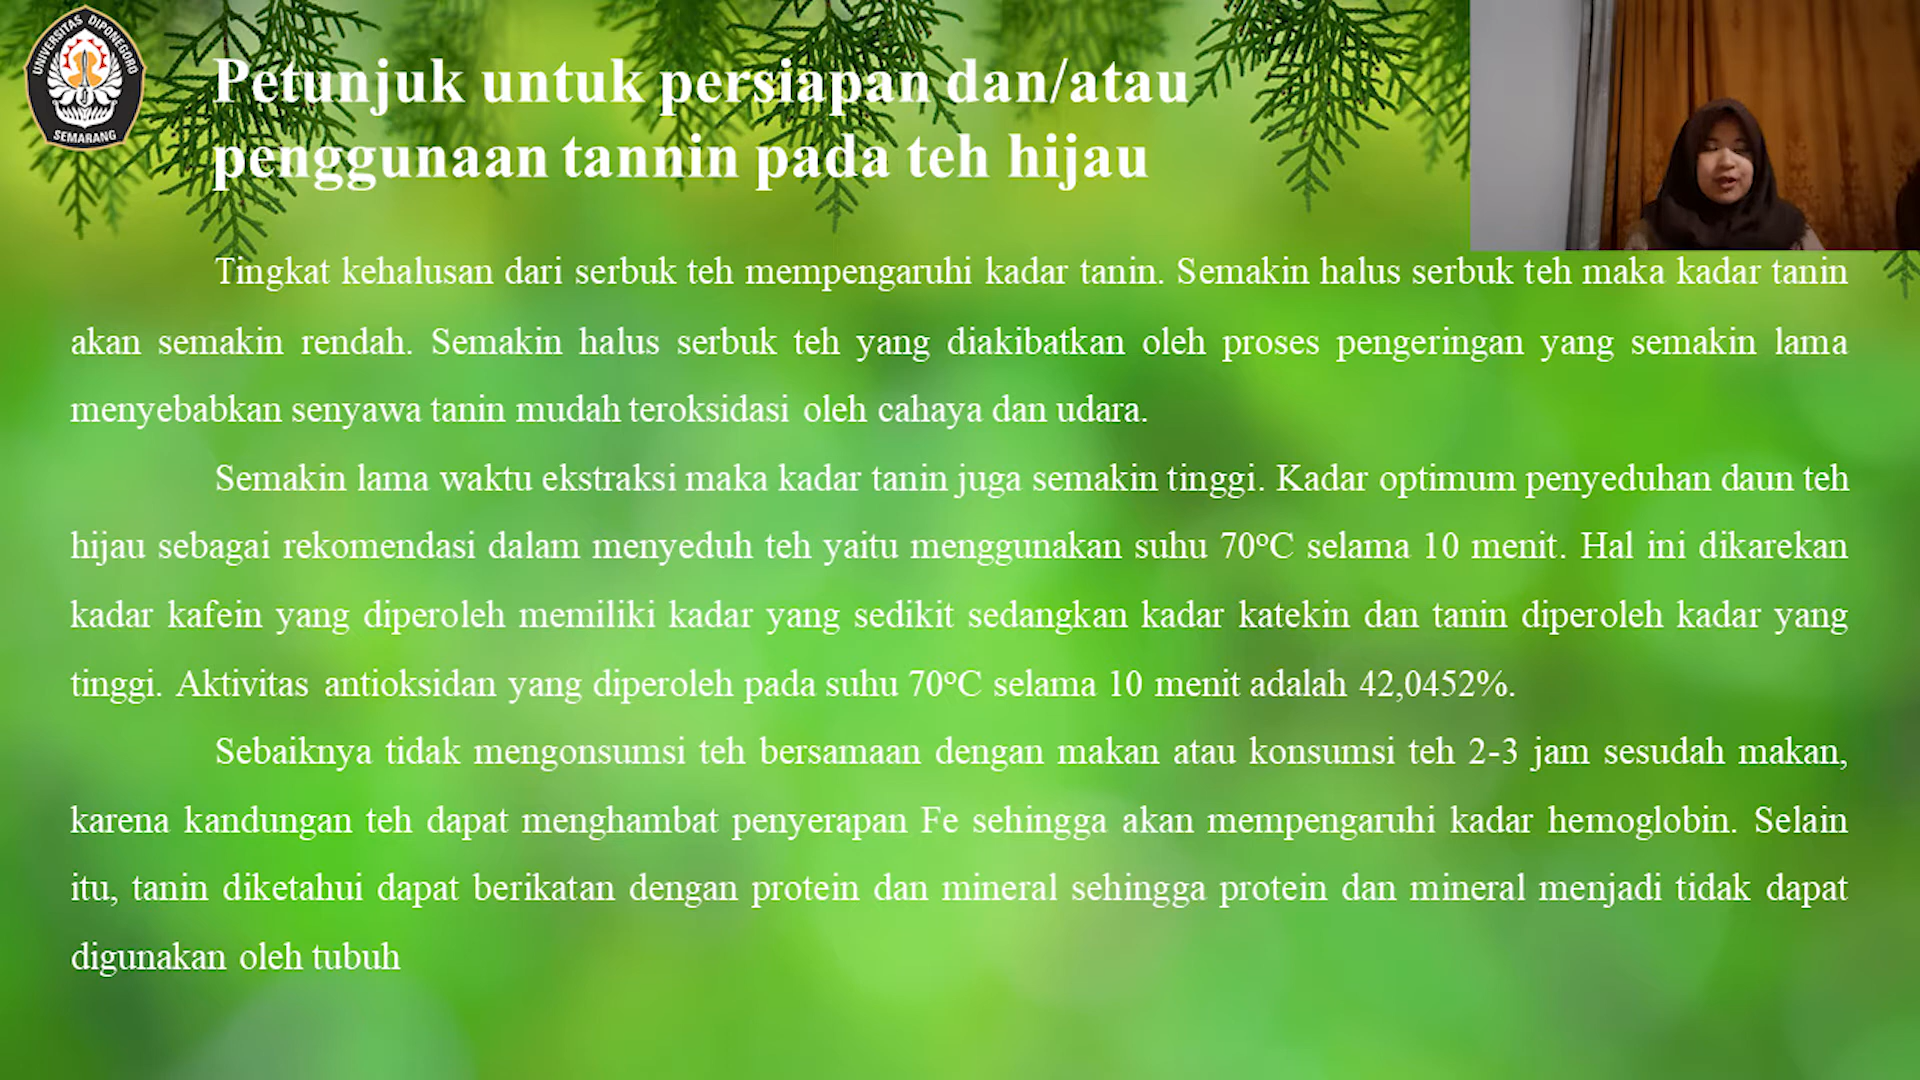 UNIVERSITAS DIPONEGORO
SEMARANG
Petunjuk untuk persiapan dan/atau
penggunaan tannin pada teh hijau
Tingkat kehalusan dari serbuk teh mempengaruhi kadar tanin. Semakin halus serbuk teh maka kadar tanin
akan semakin rendah. Semakin halus serbuk teh yang diakibatkan oleh proses pengeringan yang semakin lama
menyebabkan senyawa tanin mudah teroksidasi oleh cahaya dan udara.
Semakin lama waktu ekstraksi maka kadar tanin juga semakin tinggi. Kadar optimum penyeduhan daun teh
hijau sebagai rekomendasi dalam menyeduh teh yaitu menggunakan suhu 70°C selama 10 menit. Hal ini dikarekan
kadar kafein yang diperoleh memiliki kadar yang sedikit sedangkan kadar katekin dan tanin diperoleh kadar yang
tinggi. Aktivitas antioksidan yang diperoleh pada suhu 70°C selama 10 menit adalah 42,0452%.
Sebaiknya tidak mengonsumsi teh bersamaan dengan makan atau konsumsi teh 2-3 jam sesudah makan,
karena kandungan teh dapat menghambat penyerapan Fe sehingga akan mempengaruhi kadar hemoglobin. Selain
itu, tanin diketahui dapat berikatan dengan protein dan mineral sehingga protein dan mineral menjadi tidak dapat
digunakan oleh tubuh